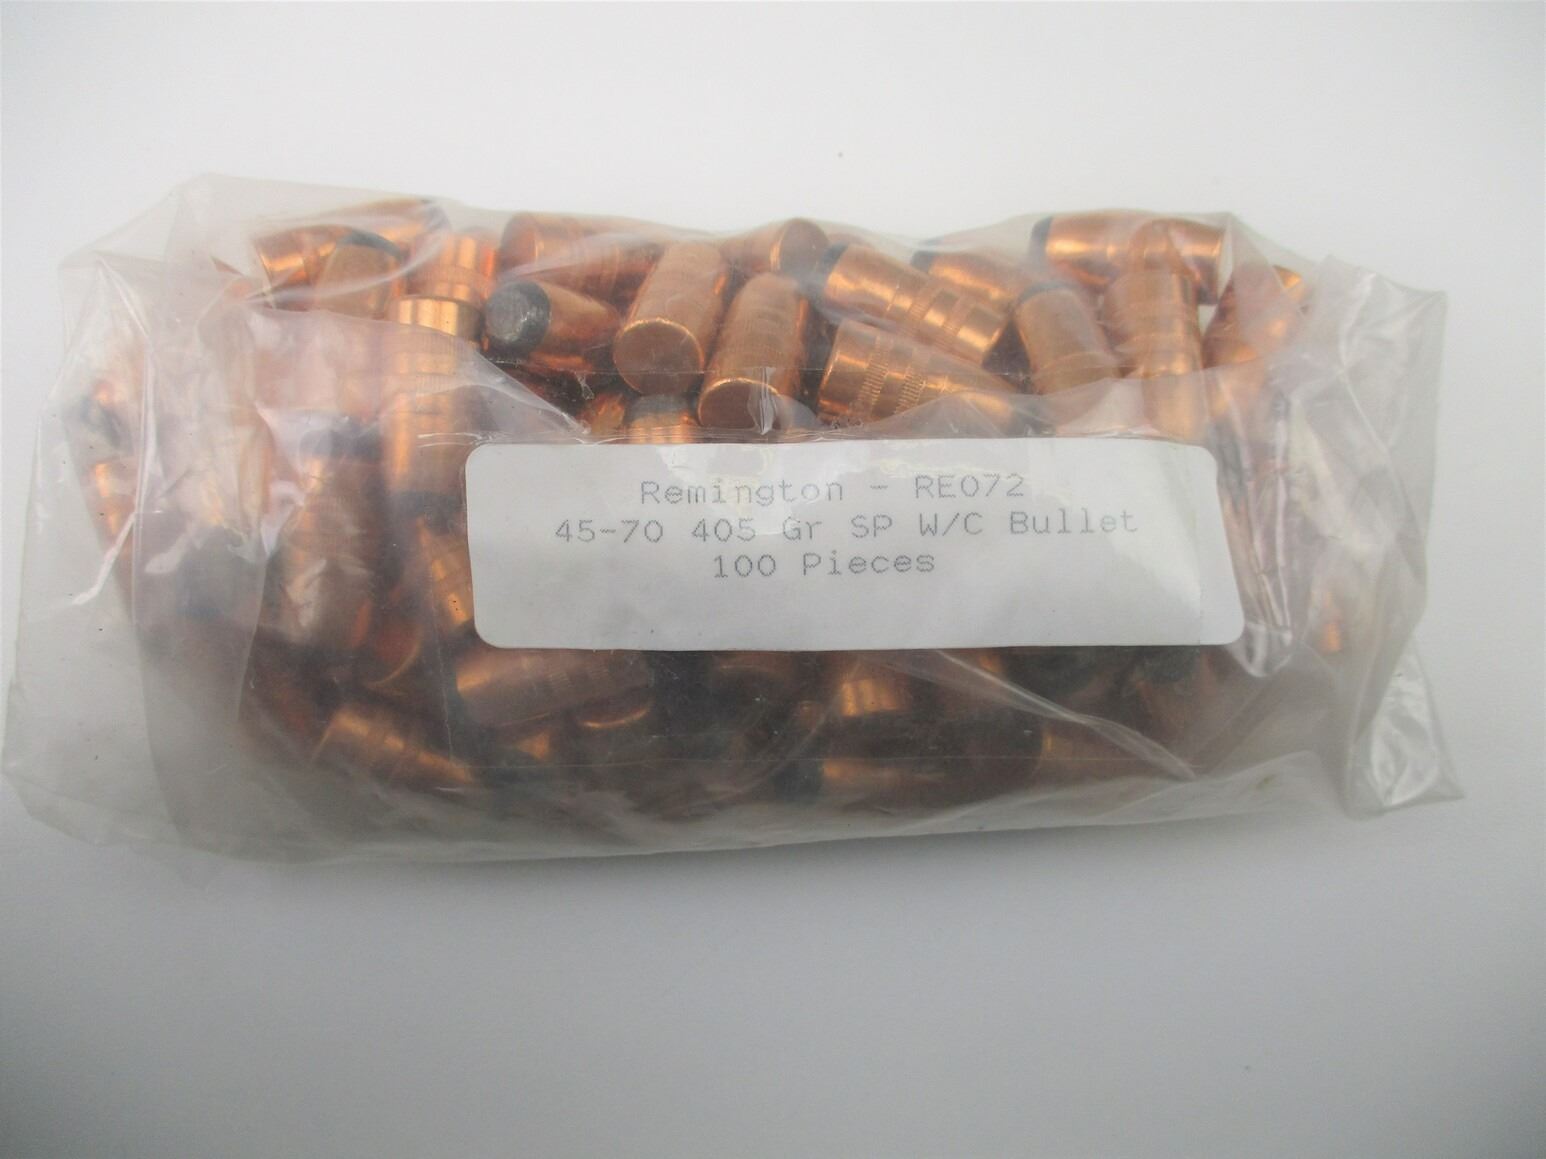 Remington - RE072
45-70 405 Gr SP W/C Bullet
100 Pieces